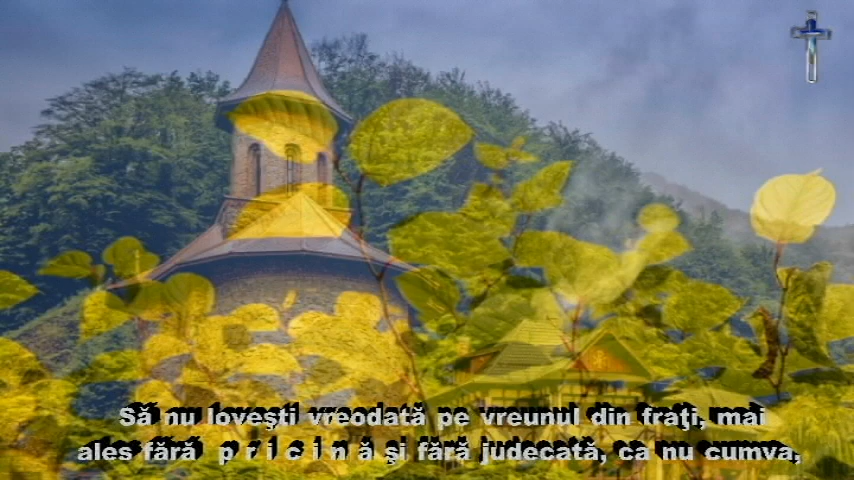 Să nu loveşti vreodată pe vreunul din fraţi, mai
ales fără p r i c i n ă şi fără judecată, ca nu cumva,